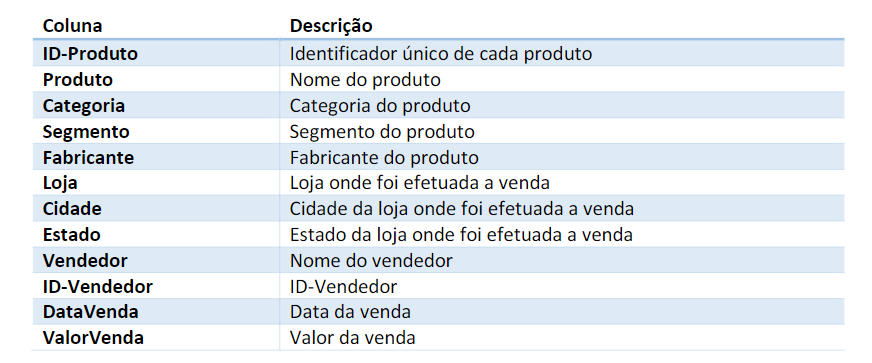 Coluna Descrição
ID-Produto Identificador único de cada produto
Produto Nome do produto
Categoria Categoria do produto
Segmento Segmento do produto
Fabricante Fabricante do produto
Loja Loja onde foi efetuada a venda
Cidade Cidade da loja onde foi efetuada a venda
Estado Estado da loja onde foi efetuada a venda
Vendedor Nome do vendedor
ID-Vendedor ID-Vendedor
DataVenda Data da venda
ValorVenda Valor da venda